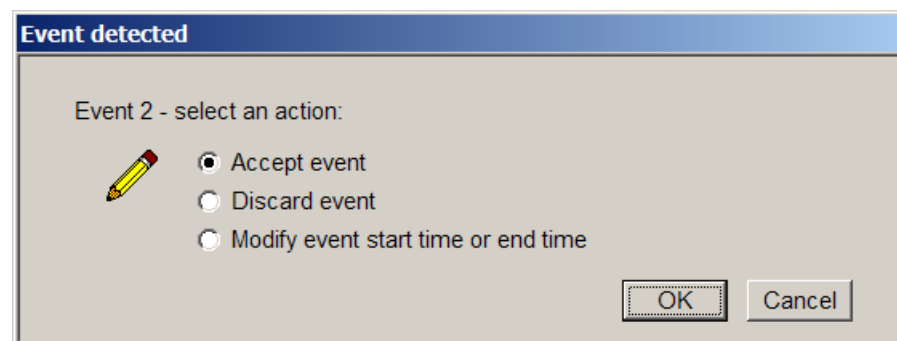 Event detected
Event 2 - select an action:
Accept event
Discard event
Modify event start time or end time
OK Cancel